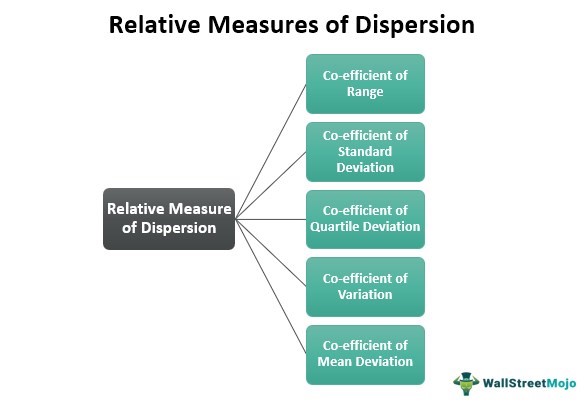 Relative Measures of Dispersion
Co-efficient of
Range
Co-efficient of
Standard
Deviation
Relative Measure
of Dispersion
Co-efficient of
Quartile Deviation
Co-efficient of
Variation
Co-efficient of
Mean Deviation
WallStreetMojo